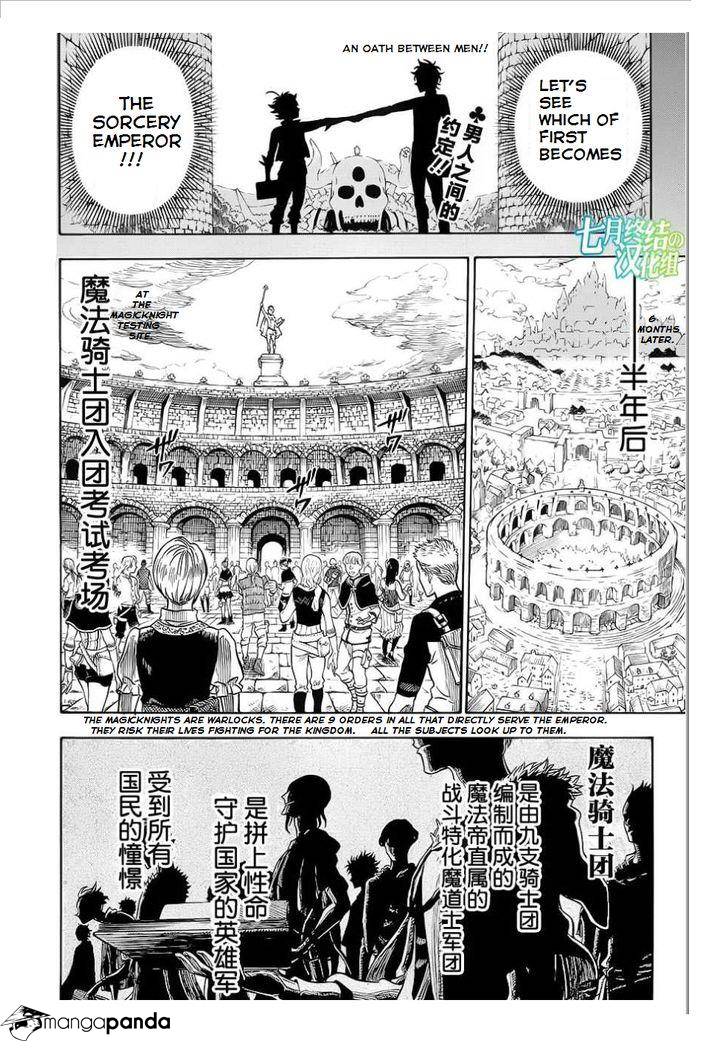 AN OATH BETWEEN MEN!!
LET'S
SEE
WHICH OF
FIRST
BECOMES
THE
SORCERY
EMPEROR
!!!
♣男人之间的
约定!!
七月终结の
汉化组
6
MONTHS
LATER.
半年后
AT
THE
MAGICKNIGHT
TESTING
SITE.
魔法骑士团入团考试考场
ザッ
ザッ
ザッ
THE MAGICKNIGHTS ARE WARLOCKS. THERE ARE 9 ORDERS IN ALL THAT DIRECTLY SERVE THE EMPEROR.
THEY RISK THEIR LIVES FIGHTING FOR THE KINGDOM. ALL THE SUBJECTS LOOK UP TO THEM.
魔法骑士团
是由九支骑士团
编制而成的
魔法帝直属的
战斗特化魔道士军团
是拼上性命
守护国家的英雄军
受到所有
国民的憧憬
mangapanda